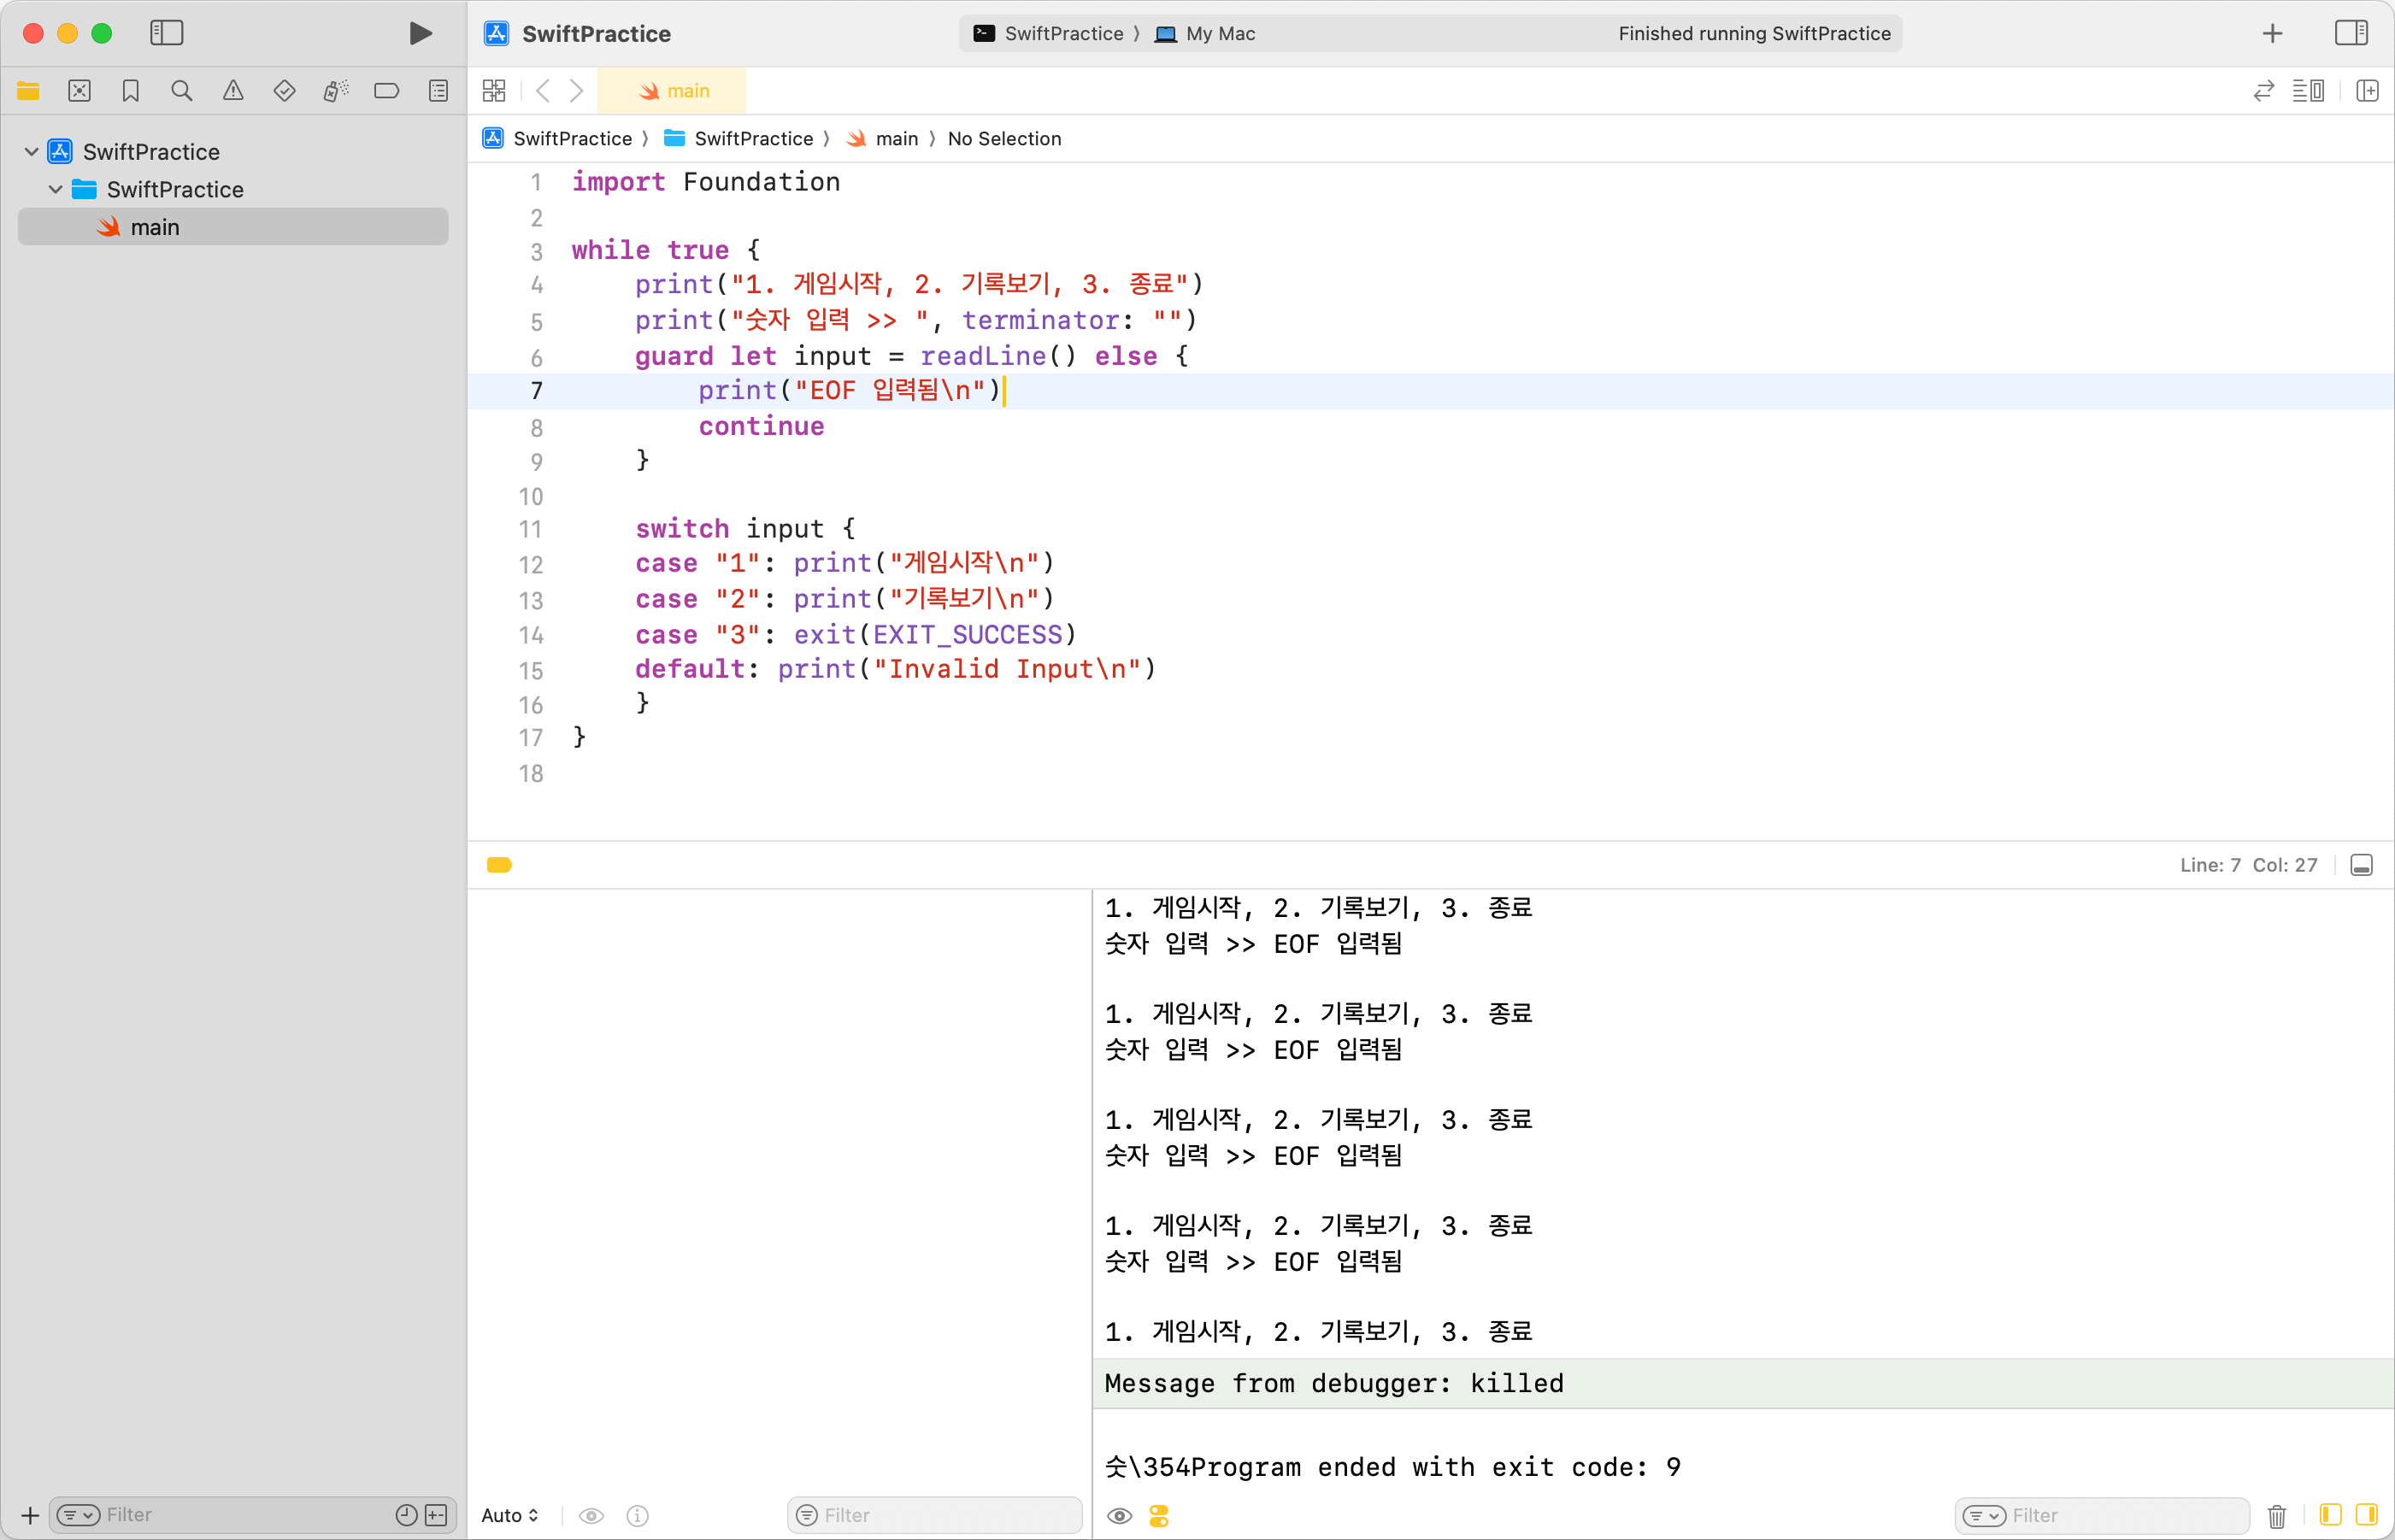 SwiftPractice
SwiftPractice 〉 My Mac
Finished running SwiftPractice
main
SwiftPractice 〉 SwiftPractice 〉 main 〉 No Selection
SwiftPractice
SwiftPractice
main
1 import Foundation
2
3 while true {
4     print("1. 게임시작, 2. 기록보기, 3. 종료")
5     print("숫자 입력 >> ", terminator: "")
6     guard let input = readLine() else {
7         print("EOF 입력됨\n")
8         continue
9     }
10
11     switch input {
12     case "1": print("게임시작\n")
13     case "2": print("기록보기\n")
14     case "3": exit(EXIT_SUCCESS)
15     default: print("Invalid Input\n")
16     }
17 }
18
Line: 7 Col: 27
1. 게임시작, 2. 기록보기, 3. 종료
숫자 입력 >> EOF 입력됨
1. 게임시작, 2. 기록보기, 3. 종료
숫자 입력 >> EOF 입력됨
1. 게임시작, 2. 기록보기, 3. 종료
숫자 입력 >> EOF 입력됨
1. 게임시작, 2. 기록보기, 3. 종료
숫자 입력 >> EOF 입력됨
1. 게임시작, 2. 기록보기, 3. 종료
Message from debugger: killed
숫\354Program ended with exit code: 9
Filter
Auto
Filter
Filter